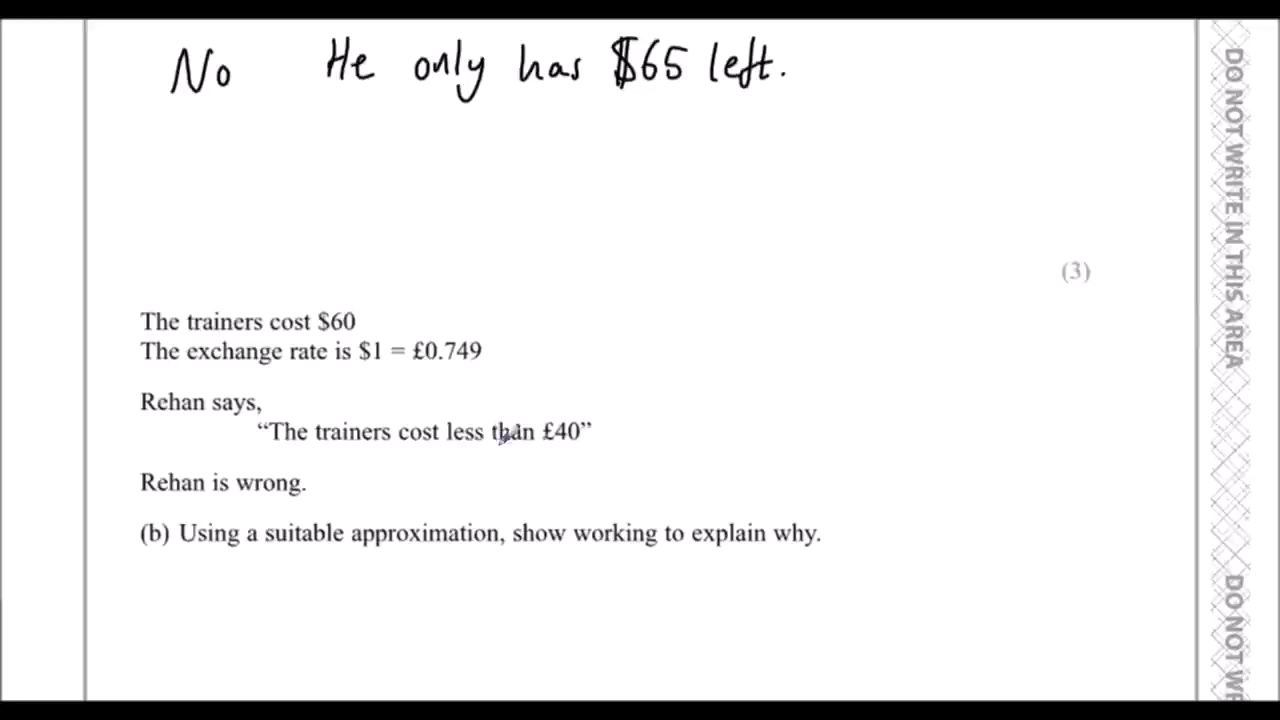 No He only has $65 left.
(3)
The trainers cost $60
The exchange rate is $1 = £0.749
Rehan says,
“The trainers cost less than £40”
Rehan is wrong.
(b) Using a suitable approximation, show working to explain why.
DO NOT WRITE IN THIS AREA
DO NOT WR